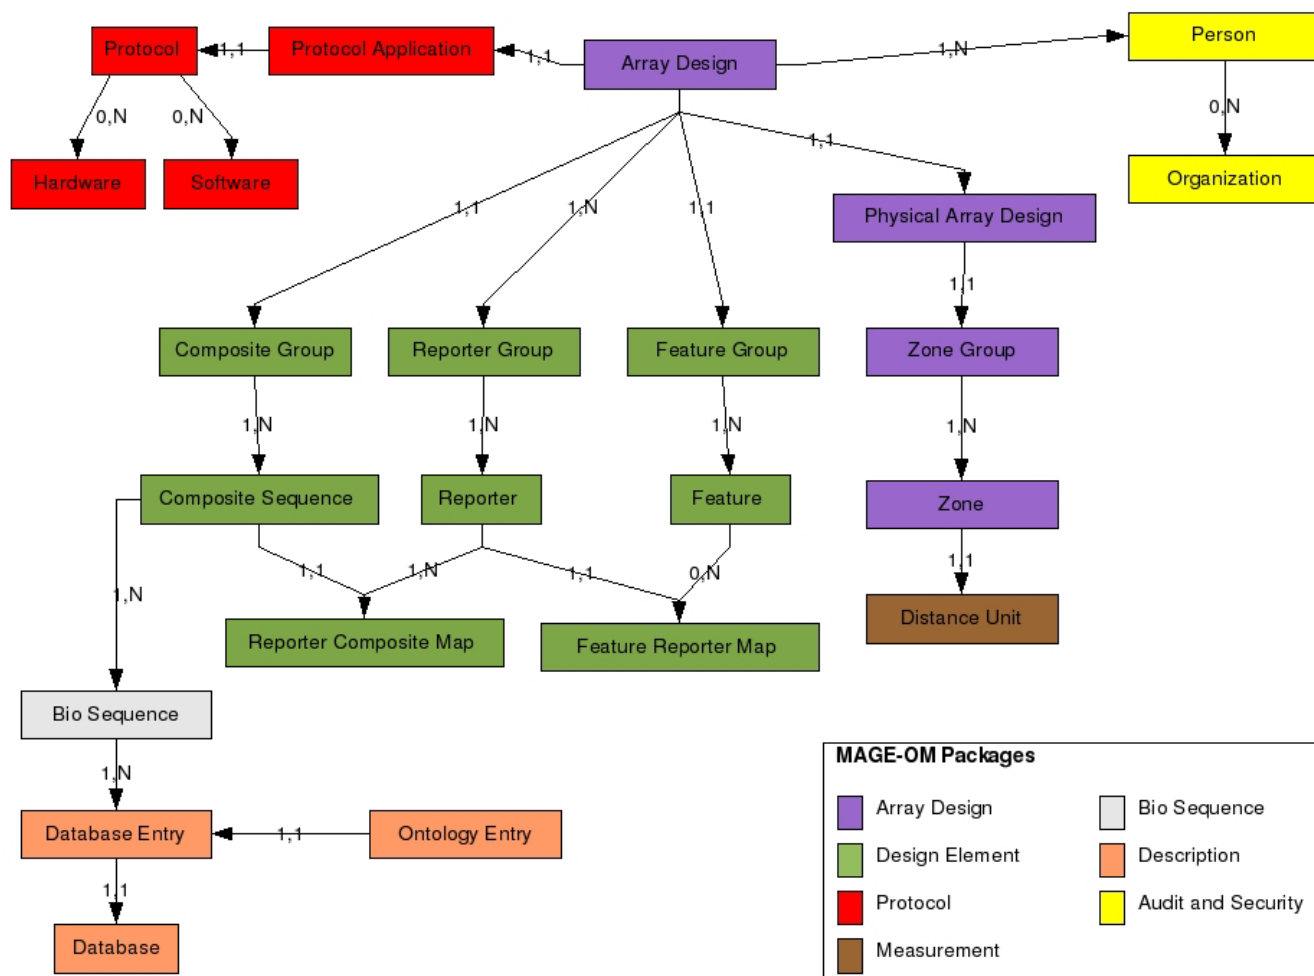 Protocol
1,1
Protocol Application
1,1
Array Design
1,N
Person
0,N
0,N
0,N
1,1
Hardware
Software
Organization
1,1
1,N
1,1
Physical Array Design
1,1
Composite Group
Reporter Group
Feature Group
Zone Group
1,N
1,N
1,N
1,N
Composite Sequence
Reporter
Feature
Zone
1,1
1,N
1,1
0,N
1,1
1,N
Reporter Composite Map
Feature Reporter Map
Distance Unit
Bio Sequence
1,N
Database Entry
1,1
Ontology Entry
1,1
Database
MAGE-OM Packages
Array Design
Bio Sequence
Design Element
Description
Protocol
Audit and Security
Measurement